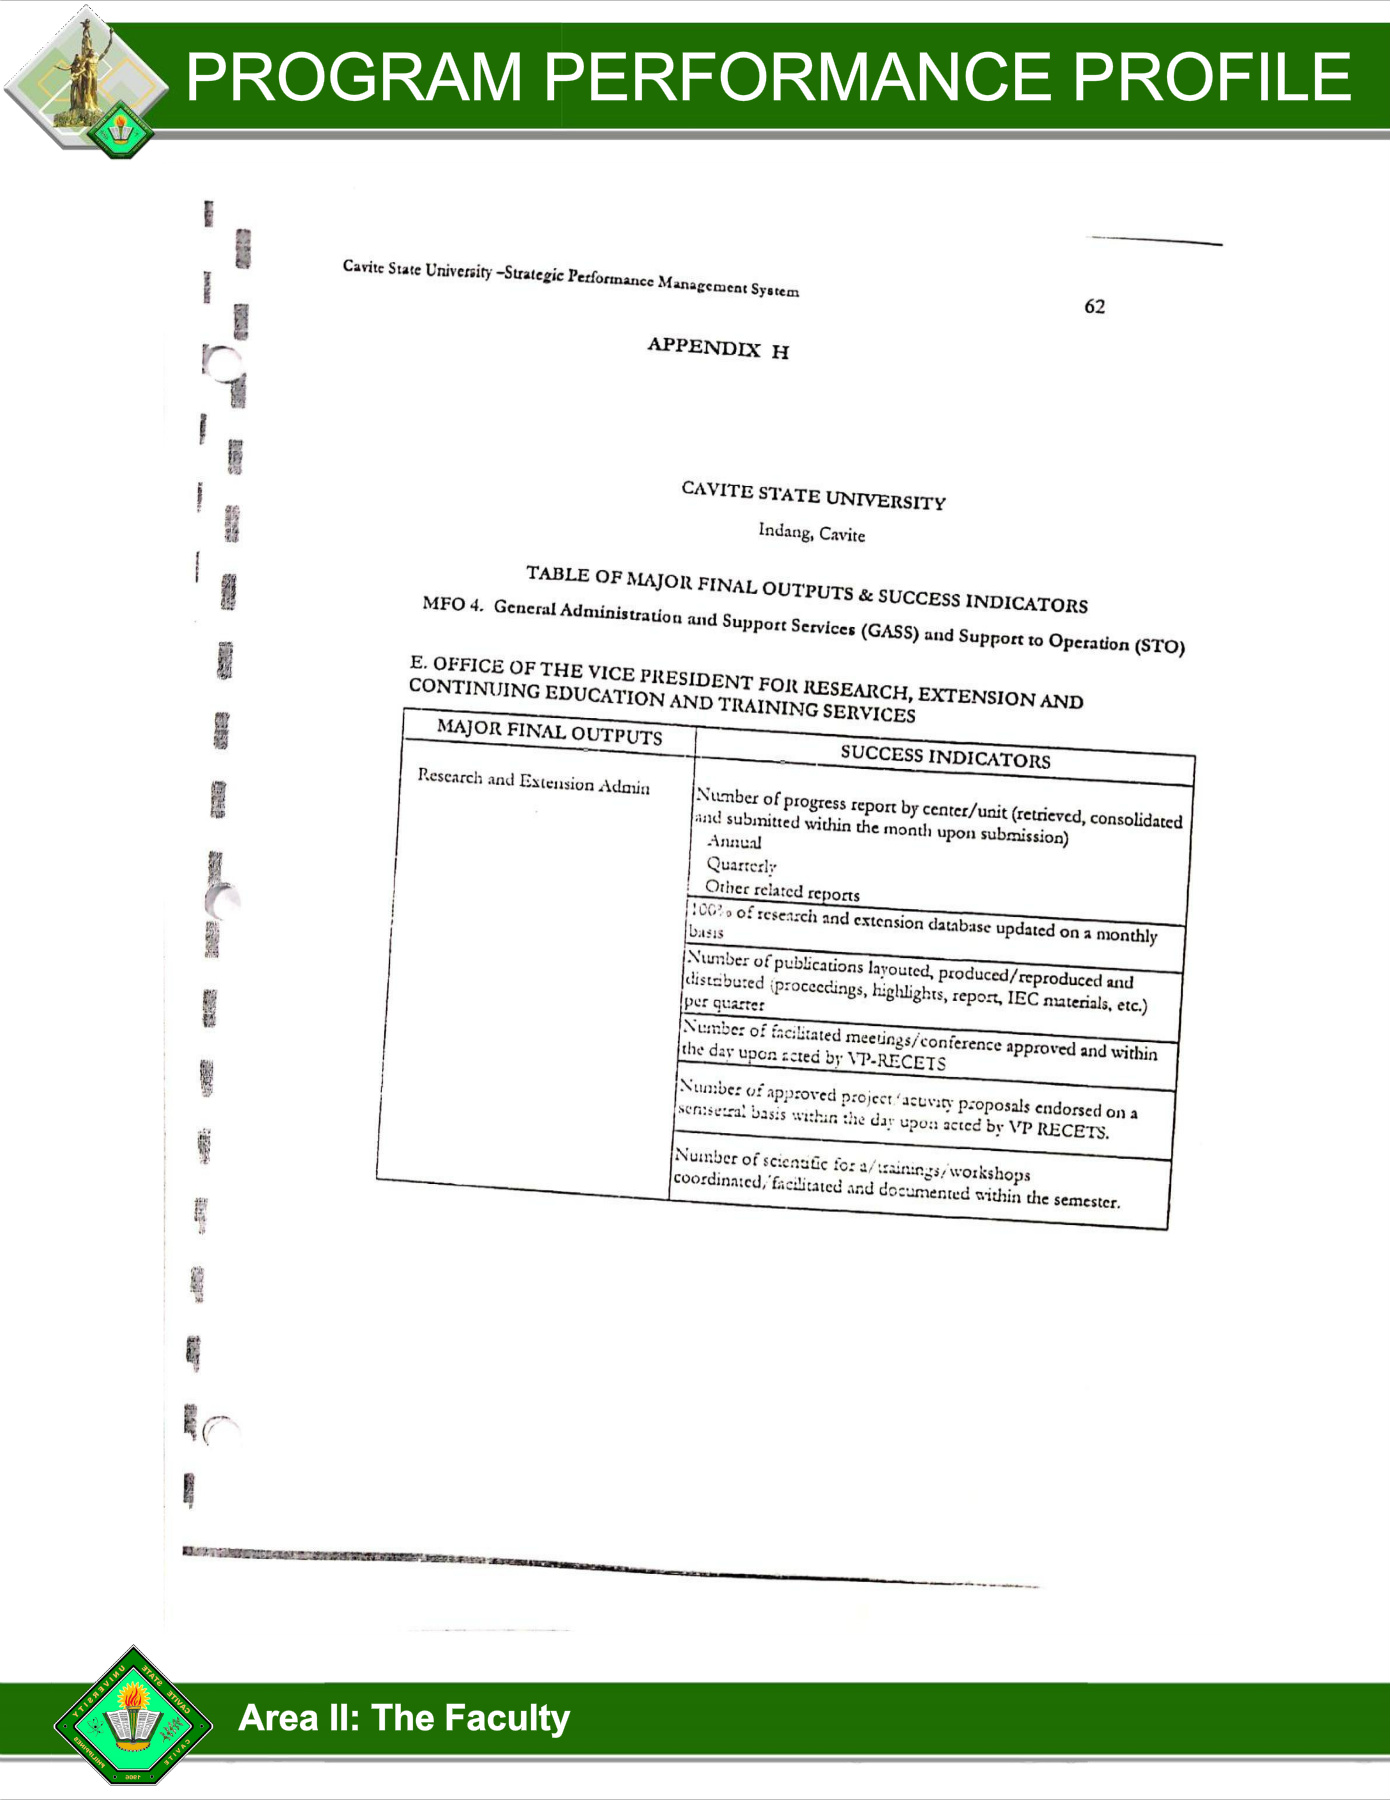 PROGRAM PERFORMANCE PROFILE
Cavite State University –Strategic Performance Management System
62
APPENDIX H
CAVITE STATE UNIVERSITY
Indang, Cavite
TABLE OF MAJOR FINAL OUTPUTS & SUCCESS INDICATORS
MFO 4. General Administration and Support Services (GASS) and Support to Operation (STO)
E. OFFICE OF THE VICE PRESIDENT FOR RESEARCH, EXTENSION AND
CONTINUING EDUCATION AND TRAINING SERVICES
MAJOR FINAL OUTPUTS
SUCCESS INDICATORS
Research and Extension Admin
Number of progress report by center/unit (retrieved, consolidated
and submitted within the month upon submission)
Annual
Quarterly
Other related reports
100% of research and extension database updated on a monthly
basis
Number of publications layouted, produced/reproduced and
distributed (proceedings, highlights, report, IEC materials, etc.)
per quarter
Number of facilitated meetings/conference approved and within
the day upon acted by VP-RECETS
Number of approved project/activity proposals endorsed on a
semsetral basis within the day upon acted by VP RECETS.
Number of scientific for a/trainings/workshops
coordinated/facilitated and documented within the semester.
CAVITE STATE UNIVERSITY
CAVITE PHILIPPINES
1906
Area II: The Faculty